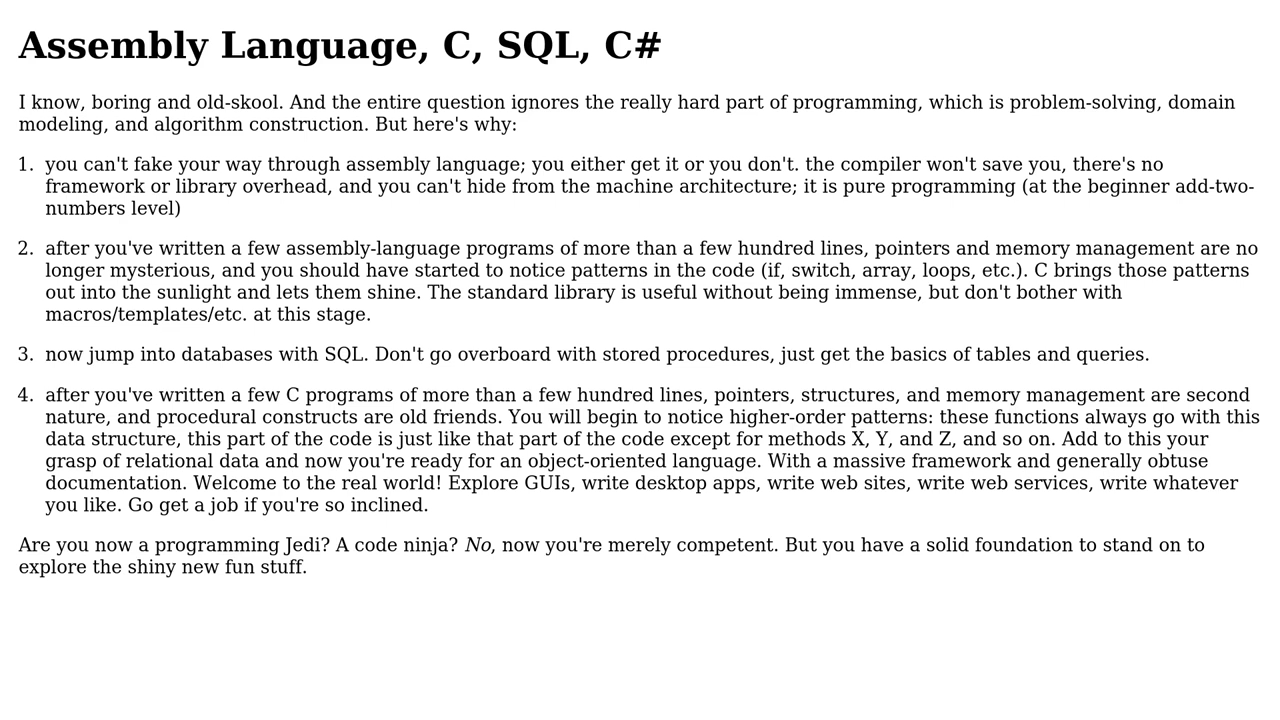 Assembly Language, C, SQL, C#
I know, boring and old-skool. And the entire question ignores the really hard part of programming, which is problem-solving, domain
modeling, and algorithm construction. But here's why:
1. you can't fake your way through assembly language; you either get it or you don't. the compiler won't save you, there's no
framework or library overhead, and you can't hide from the machine architecture; it is pure programming (at the beginner add-two-
numbers level)
2. after you've written a few assembly-language programs of more than a few hundred lines, pointers and memory management are no
longer mysterious, and you should have started to notice patterns in the code (if, switch, array, loops, etc.). C brings those patterns
out into the sunlight and lets them shine. The standard library is useful without being immense, but don't bother with
macros/templates/etc. at this stage.
3. now jump into databases with SQL. Don't go overboard with stored procedures, just get the basics of tables and queries.
4. after you've written a few C programs of more than a few hundred lines, pointers, structures, and memory management are second
nature, and procedural constructs are old friends. You will begin to notice higher-order patterns: these functions always go with this
data structure, this part of the code is just like that part of the code except for methods X, Y, and Z, and so on. Add to this your
grasp of relational data and now you're ready for an object-oriented language. With a massive framework and generally obtuse
documentation. Welcome to the real world! Explore GUIs, write desktop apps, write web sites, write web services, write whatever
you like. Go get a job if you're so inclined.
Are you now a programming Jedi? A code ninja? No, now you're merely competent. But you have a solid foundation to stand on to
explore the shiny new fun stuff.